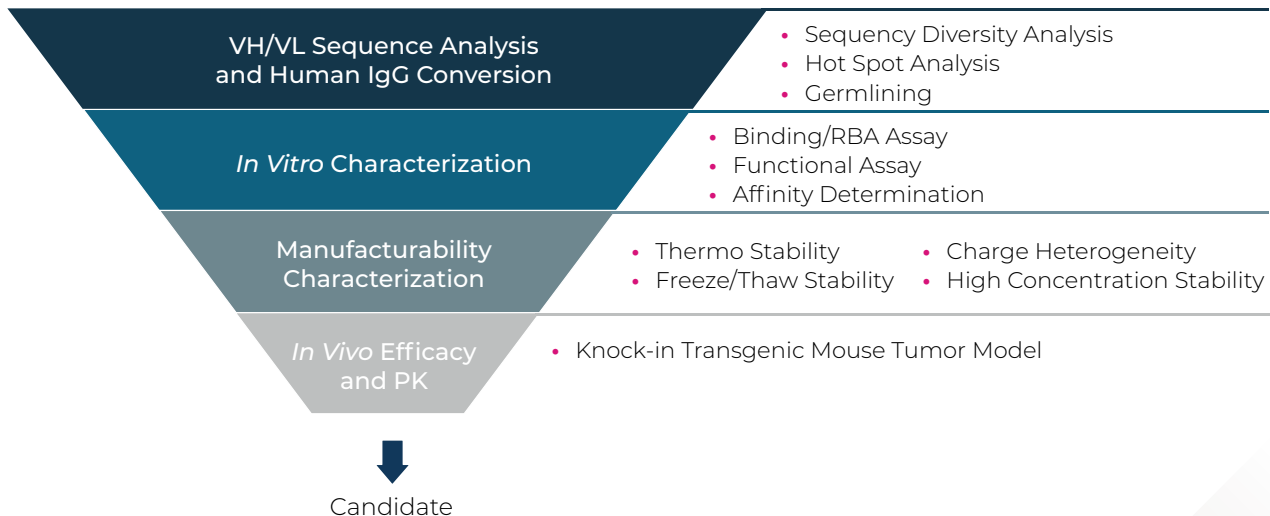 VH/VL Sequence Analysis
and Human IgG Conversion
• Sequency Diversity Analysis
• Hot Spot Analysis
• Germlining
In Vitro Characterization
• Binding/RBA Assay
• Functional Assay
• Affinity Determination
Manufacturability
Characterization
• Thermo Stability
• Freeze/Thaw Stability
• Charge Heterogeneity
• High Concentration Stability
In Vivo Efficacy
and PK
• Knock-in Transgenic Mouse Tumor Model
Candidate